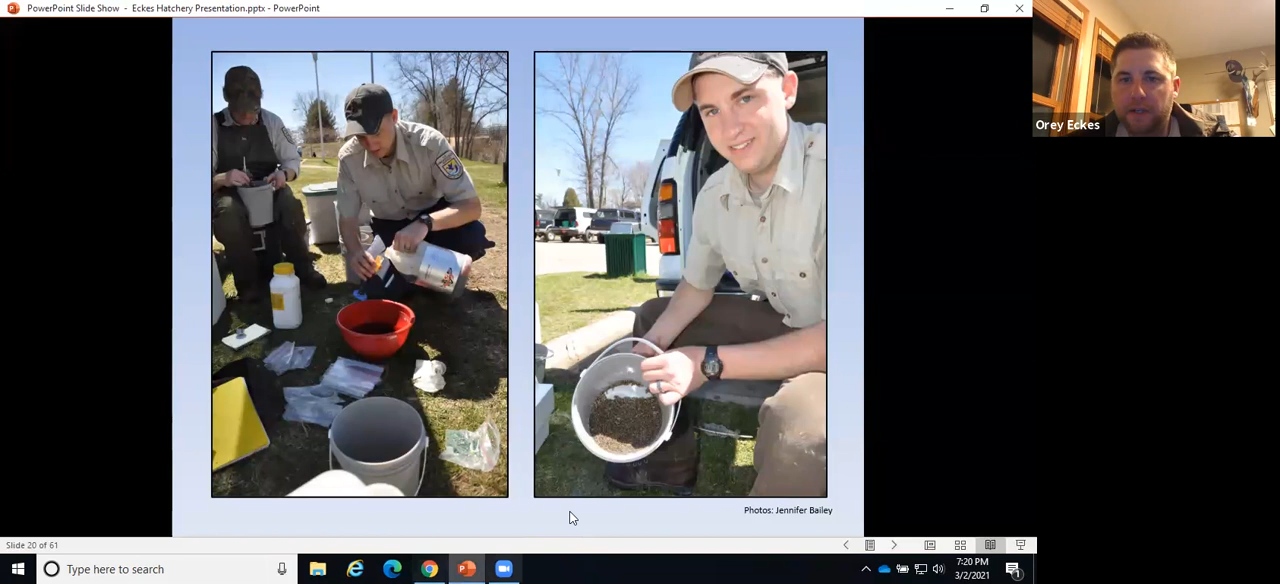 PowerPoint Slide Show - Eckes Hatchery Presentation.pptx - PowerPoint
Orey Eckes
Photos: Jennifer Bailey
Slide 20 of 61
Type here to search
7:20 PM
3/2/2021
1